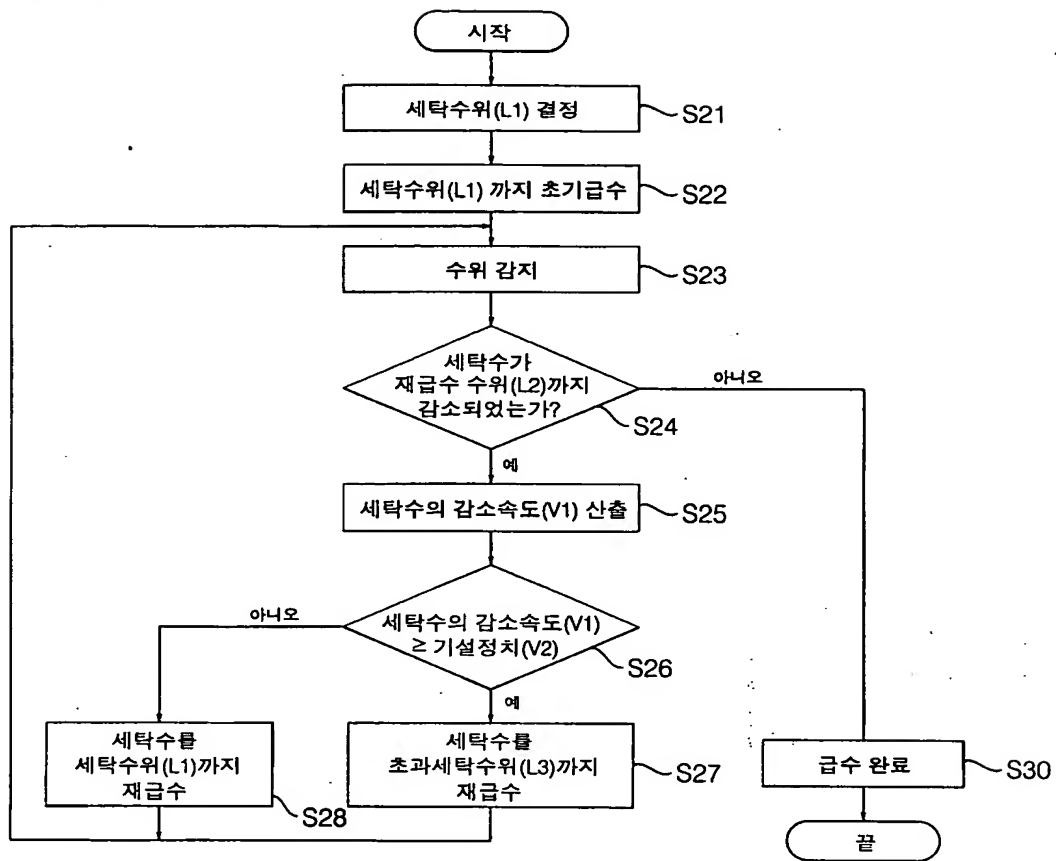 시작
세탁수위(L1) 결정
S21
세탁수위(L1) 까지 초기급수
S22
수위 감지
S23
세탁수가
재급수 수위(L2)까지
감소되었는가?
S24
아니오
예
세탁수의 감소속도(V1) 산출
S25
세탁수의 감소속도(V1)
≥ 기설정치(V2)
S26
아니오
예
세탁수를
세탁수위(L1)까지
재급수
S28
세탁수를
초과세탁수위(L3)까지
재급수
S27
급수 완료
S30
끝